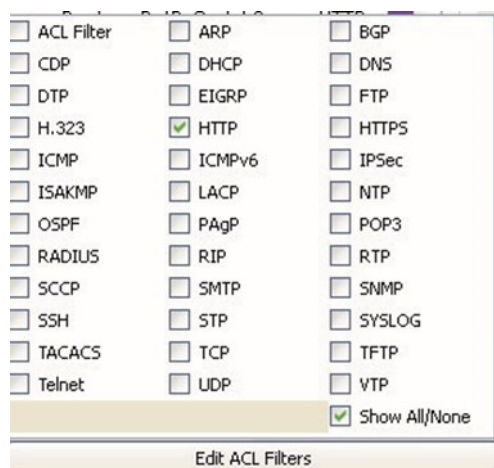 ACL Filter ARP BGP
CDP DHCP DNS
DTP EIGRP FTP
H.323 HTTP HTTPS
ICMP ICMPv6 IPSec
ISAKMP LACP NTP
OSPF PAgP POP3
RADIUS RIP RTP
SCCP SMTP SNMP
SSH STP SYSLOG
TACACS TCP TFTP
Telnet UDP VTP
Show All/None
Edit ACL Filters